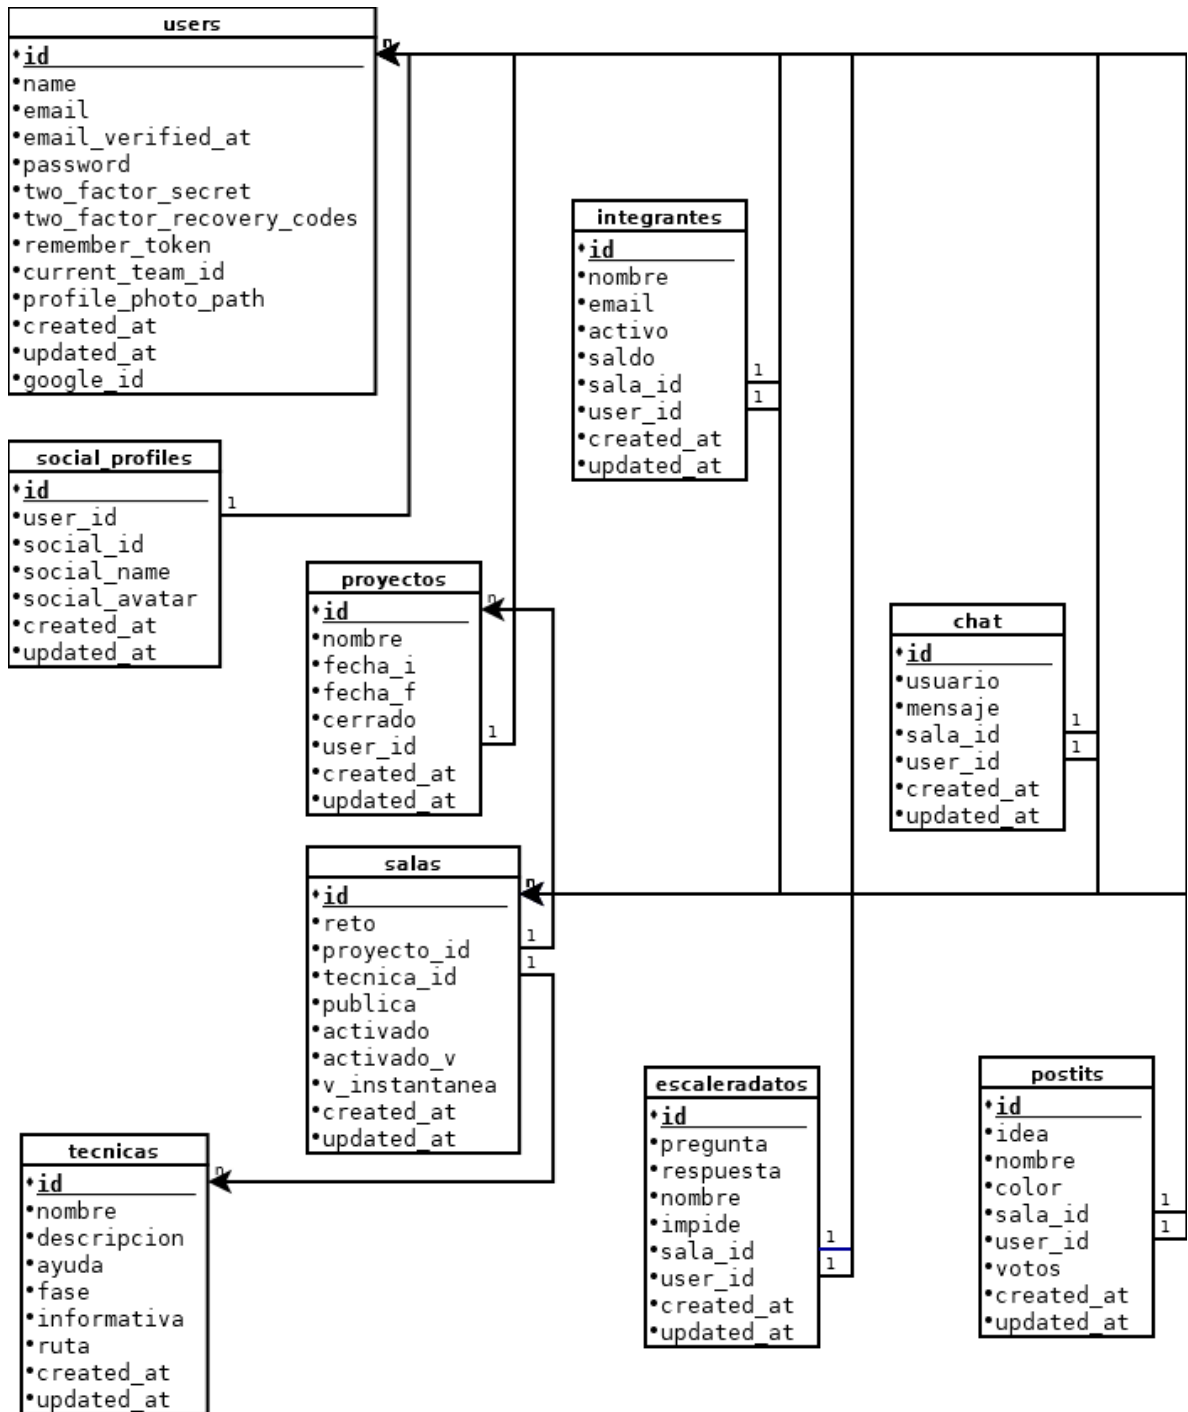 users
id
name
email
email_verified_at
password
two_factor_secret
two_factor_recovery_codes
remember_token
current_team_id
profile_photo_path
created_at
updated_at
google_id
n
integrantes
id
nombre
email
activo
saldo
sala_id
user_id
created_at
updated_at
1
1
social_profiles
id
user_id
social_id
social_name
social_avatar
created_at
updated_at
1
proyectos
id
nombre
fecha_i
fecha_f
cerrado
user_id
created_at
updated_at
n
1
chat
id
usuario
mensaje
sala_id
user_id
created_at
updated_at
1
1
salas
id
reto
proyecto_id
tecnica_id
publica
activado
activado_v
v_instantanea
created_at
updated_at
n
1
1
tecnicas
id
nombre
descripcion
ayuda
fase
informativa
ruta
created_at
updated_at
n
escaleradatos
id
pregunta
respuesta
nombre
impide
sala_id
user_id
created_at
updated_at
1
1
postits
id
idea
nombre
color
sala_id
user_id
votos
created_at
updated_at
1
1